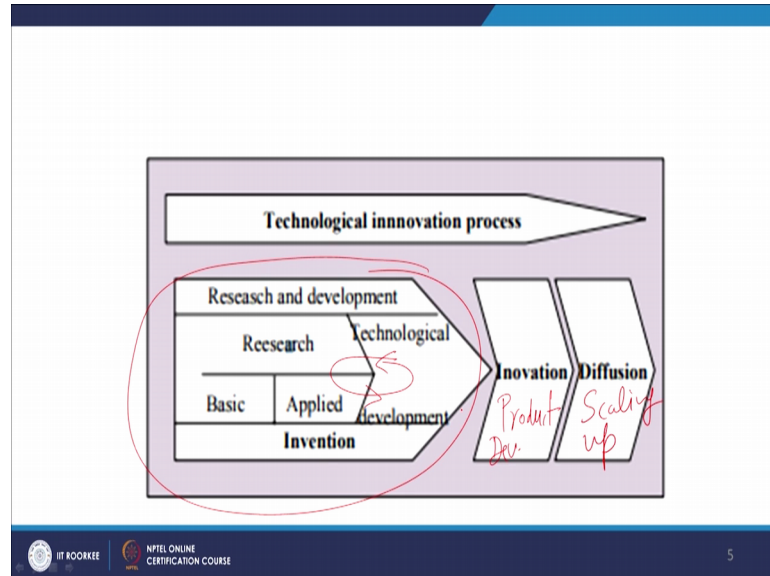 Technological innnovation process
Reseasch and development
Reesearch
Technological
development
Basic
Applied
Invention
Inovation
Product
Dev.
Diffusion
Scaling
up
IIT ROORKEE
NPTEL ONLINE
CERTIFICATION COURSE
5